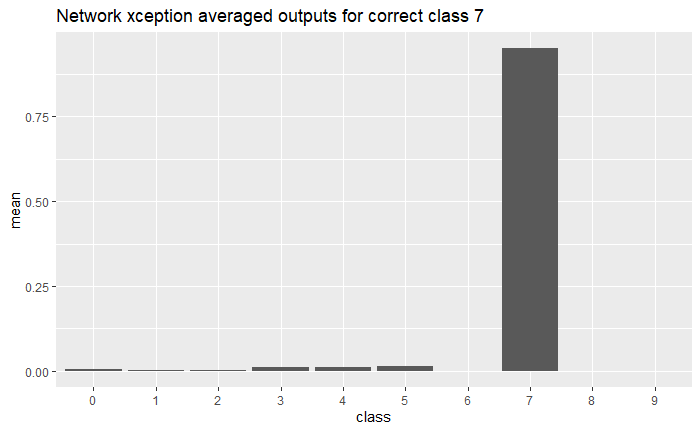 Network xception averaged outputs for correct class 7
mean
0.75
0.50
0.25
0.00
0 1 2 3 4 5 6 7 8 9
class